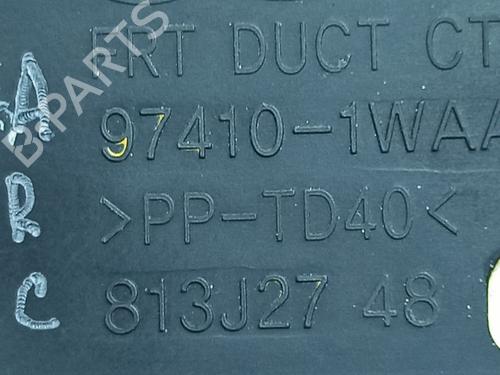 FRT DUCT CT
A 97410-1WAA
R >PP-TD40<
C 813J27 48
B-PARTS